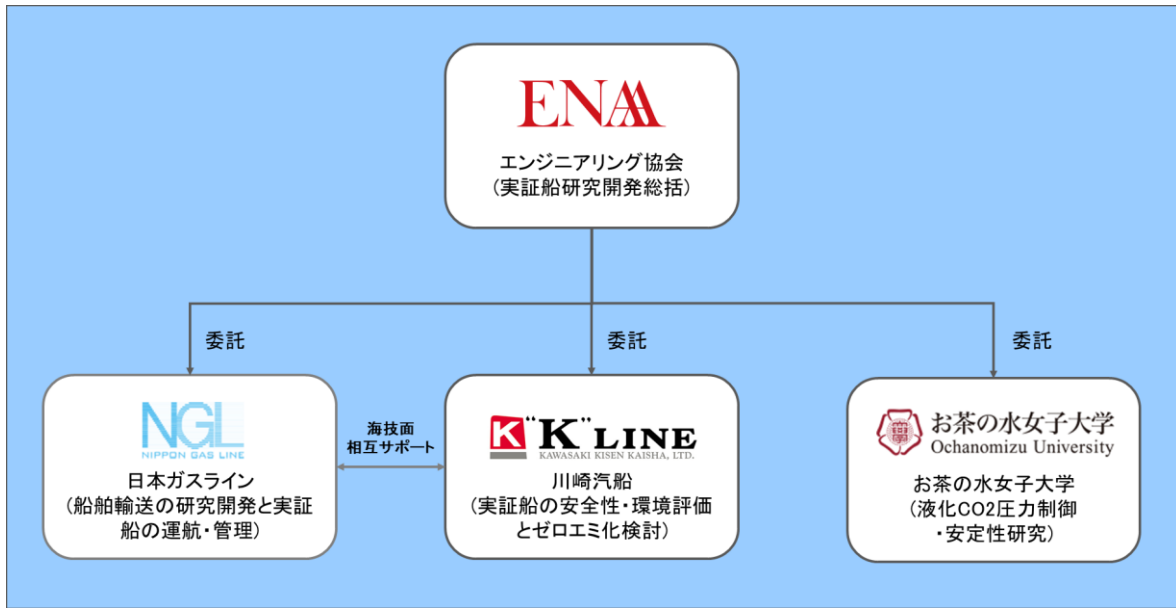 ENAA
エンジニアリング協会
(実証船研究開発総括)
委託
委託
委託
NGL
NIPPON GAS LINE
日本ガスライン
(船舶輸送の研究開発と実証
船の運航・管理)
海技面
相互サポート
K "K" LINE
KAWASAKI KISEN KAISHA, LTD.
川崎汽船
(実証船の安全性・環境評価
とゼロエミ化検討)
お茶の水女子大学
Ochanomizu University
お茶の水女子大学
(液化CO2圧力制御
・安定性研究)